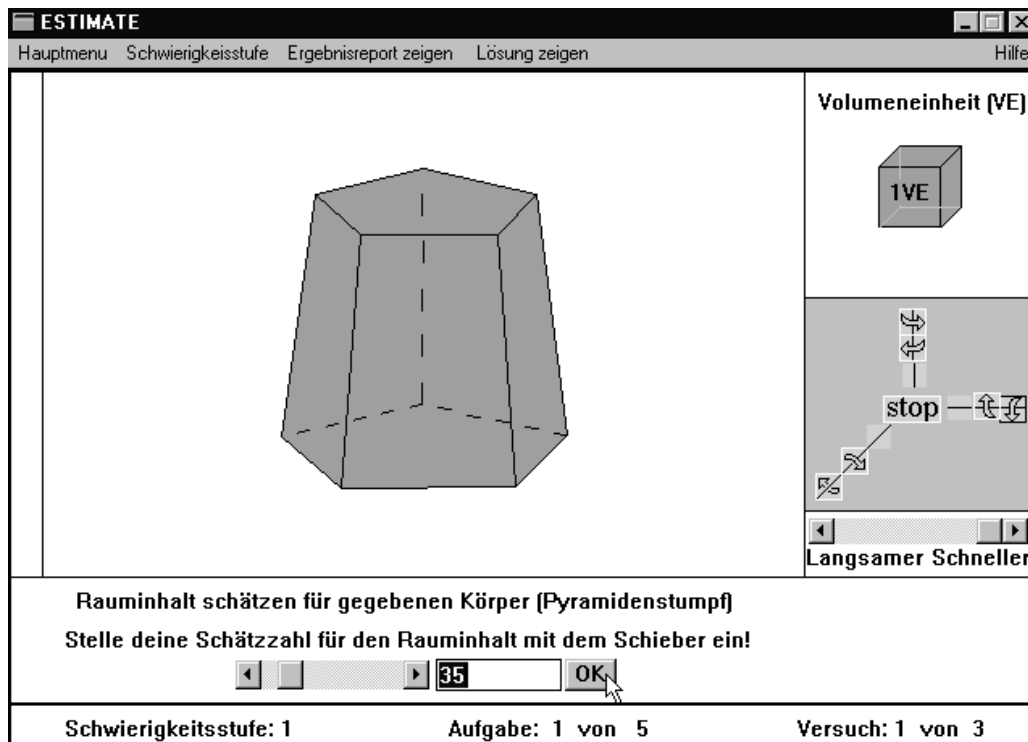 ESTIMATE
Hauptmenu Schwierigkeisstufe Ergebnisreport zeigen Lösung zeigen Hilfe
Volumeneinheit (VE)
1VE
stop
Langsamer Schneller
Rauminhalt schätzen für gegebenen Körper (Pyramidenstumpf)
Stelle deine Schätzzahl für den Rauminhalt mit dem Schieber ein!
35 OK
Schwierigkeitsstufe: 1 Aufgabe: 1 von 5 Versuch: 1 von 3